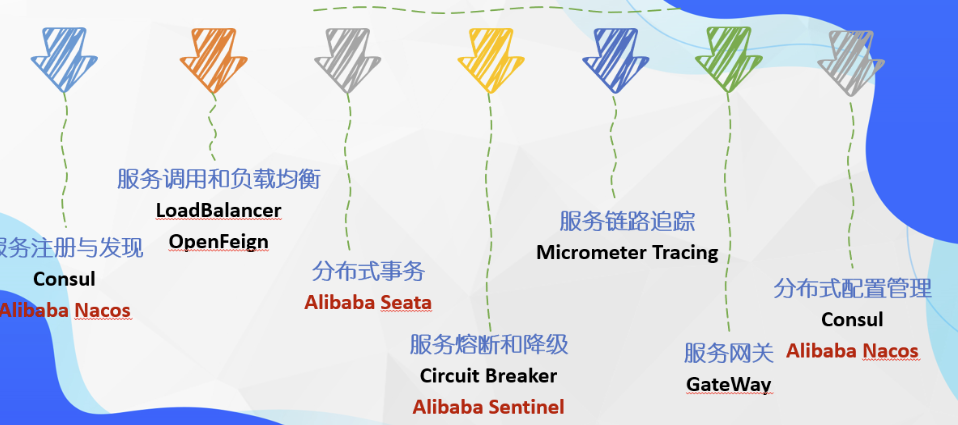 服务注册与发现
Consul
Alibaba Nacos
服务调用和负载均衡
LoadBalancer
OpenFeign
分布式事务
Alibaba Seata
服务熔断和降级
Circuit Breaker
Alibaba Sentinel
服务链路追踪
Micrometer Tracing
服务网关
GateWay
分布式配置管理
Consul
Alibaba Nacos